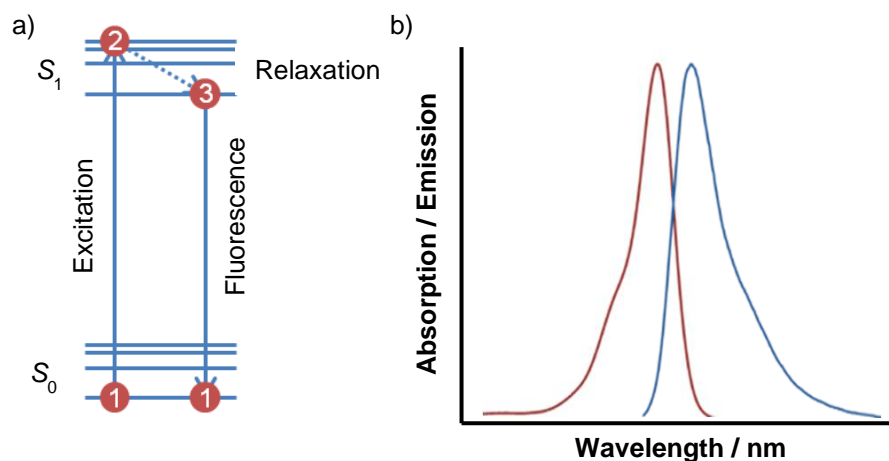 a)
S1
S0
2
3
1
1
Relaxation
Excitation
Fluorescence
b)
Absorption / Emission
Wavelength / nm